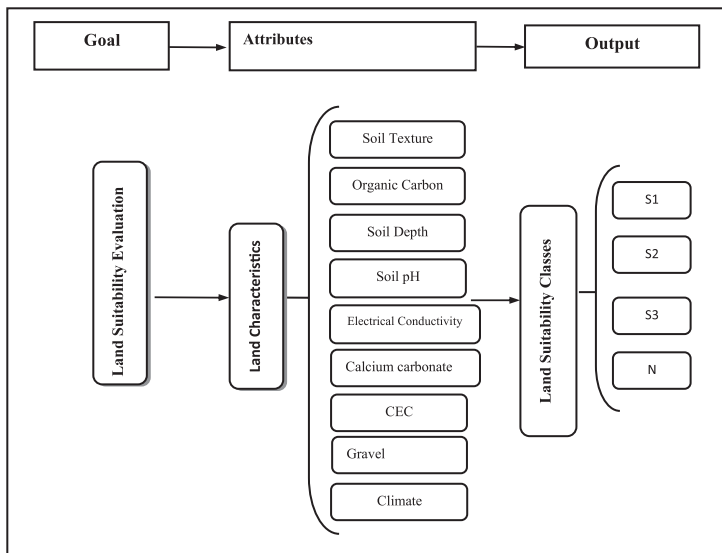 Goal
Attributes
Output
Land Suitability Evaluation
Land Characteristics
Soil Texture
Organic Carbon
Soil Depth
Soil pH
Electrical Conductivity
Calcium carbonate
CEC
Gravel
Climate
Land Suitability Classes
S1
S2
S3
N